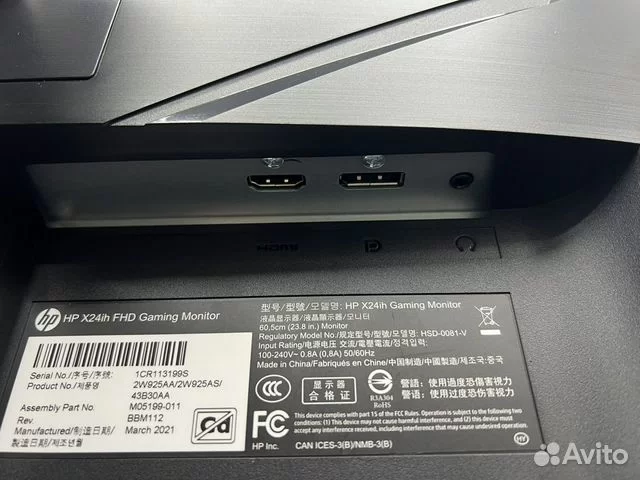 HDMI
hp HP X24ih FHD Gaming Monitor
Serial No./序号/序號: 1CR113199S
Product No./제품명 2W925AA/2W925AS/
43B30AA
Assembly Part No. M05199-011
Rev. BBM112
Manufactured/制造日期/ March 2021
製造日期/제조년월
型号/型號/모델명: HP X24ih Gaming Monitor
液晶显示器/液晶顯示器/모니터
60,5cm (23.8 in.) Monitor
Regulatory Model No./规定型号/規定型號/모델명: HSD-0081-V
Input Rating/电源电压 交流/電壓電流/전원:
100-240V~ 0.8A (0,8A) 50/60Hz
Made in China/Fabriqué en Chine/中国制造/中國製造/제조국: 중국
CCC
显示器
合格证
R3A304
RoHS
警語: 使用過度恐傷害視力
警语: 使用过度恐伤害视力
FC
HP Inc.
This device complies with part 15 of the FCC Rules. Operation is subject to the following two
conditions: (1) This device may not cause harmful interference, and (2) this device must
accept any interference received, including interference that may cause undesired operation.
CAN ICES-3(B)/NMB-3(B)
MY
Avito